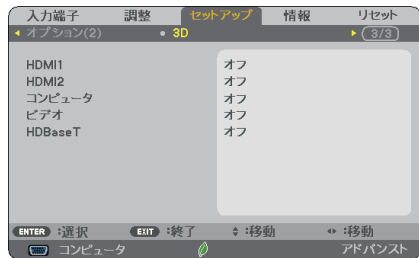 入力端子 調整 セットアップ 情報 リセット
オプション(2) 3D (3/3)
HDMI1 オフ
HDMI2 オフ
コンピュータ オフ
ビデオ オフ
HDBaseT オフ
ENTER :選択 EXIT :終了 :移動 :移動
コンピュータ アドバンスト